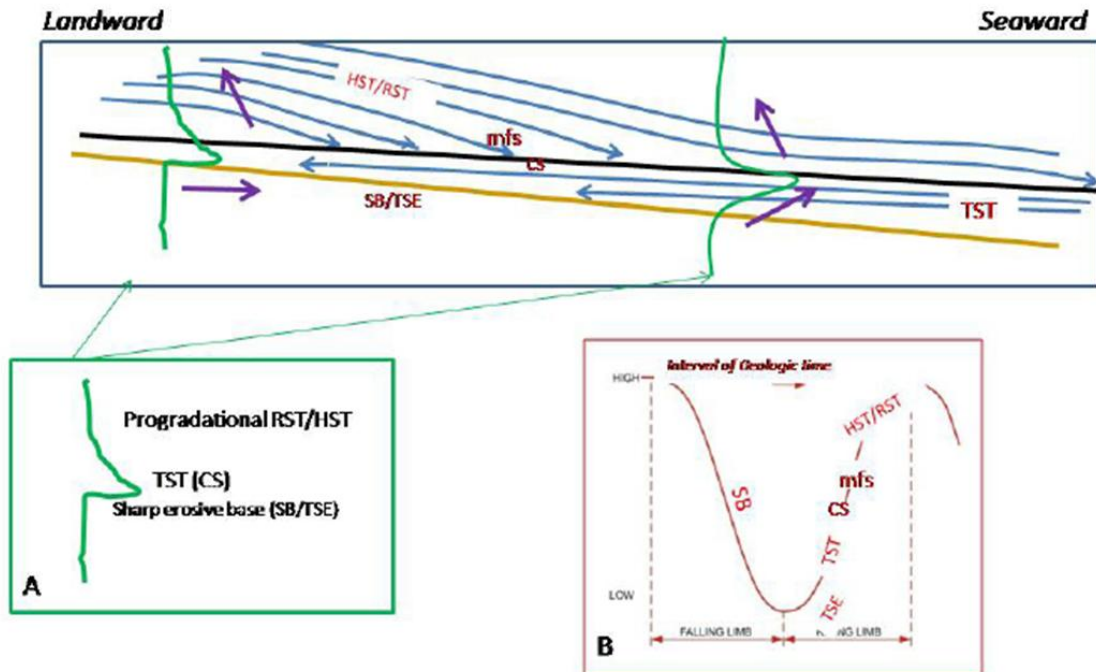 Landward
Seaward
HST/RST
mfs
CS
SB/TSE
TST
Progradational RST/HST
TST (CS)
Sharp erosive base (SB/TSE)
A
Interval of Geologic time
HIGH
HST/RST
SB
mfs
CS
TST
LOW
TSE
FALLING LIMB
LIMB
B